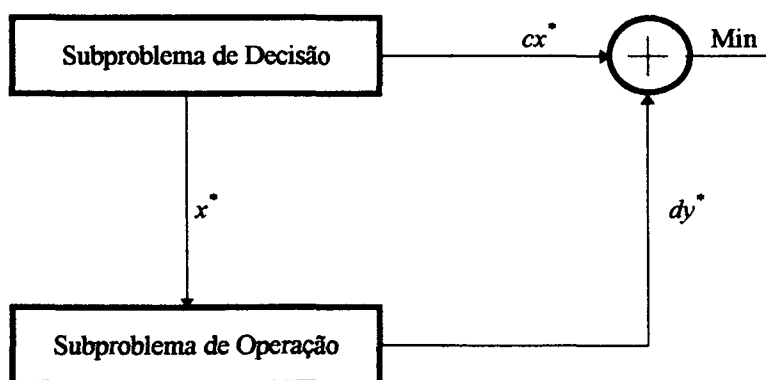 Subproblema de Decisão
cx*
Min
x*
dy*
Subproblema de Operação